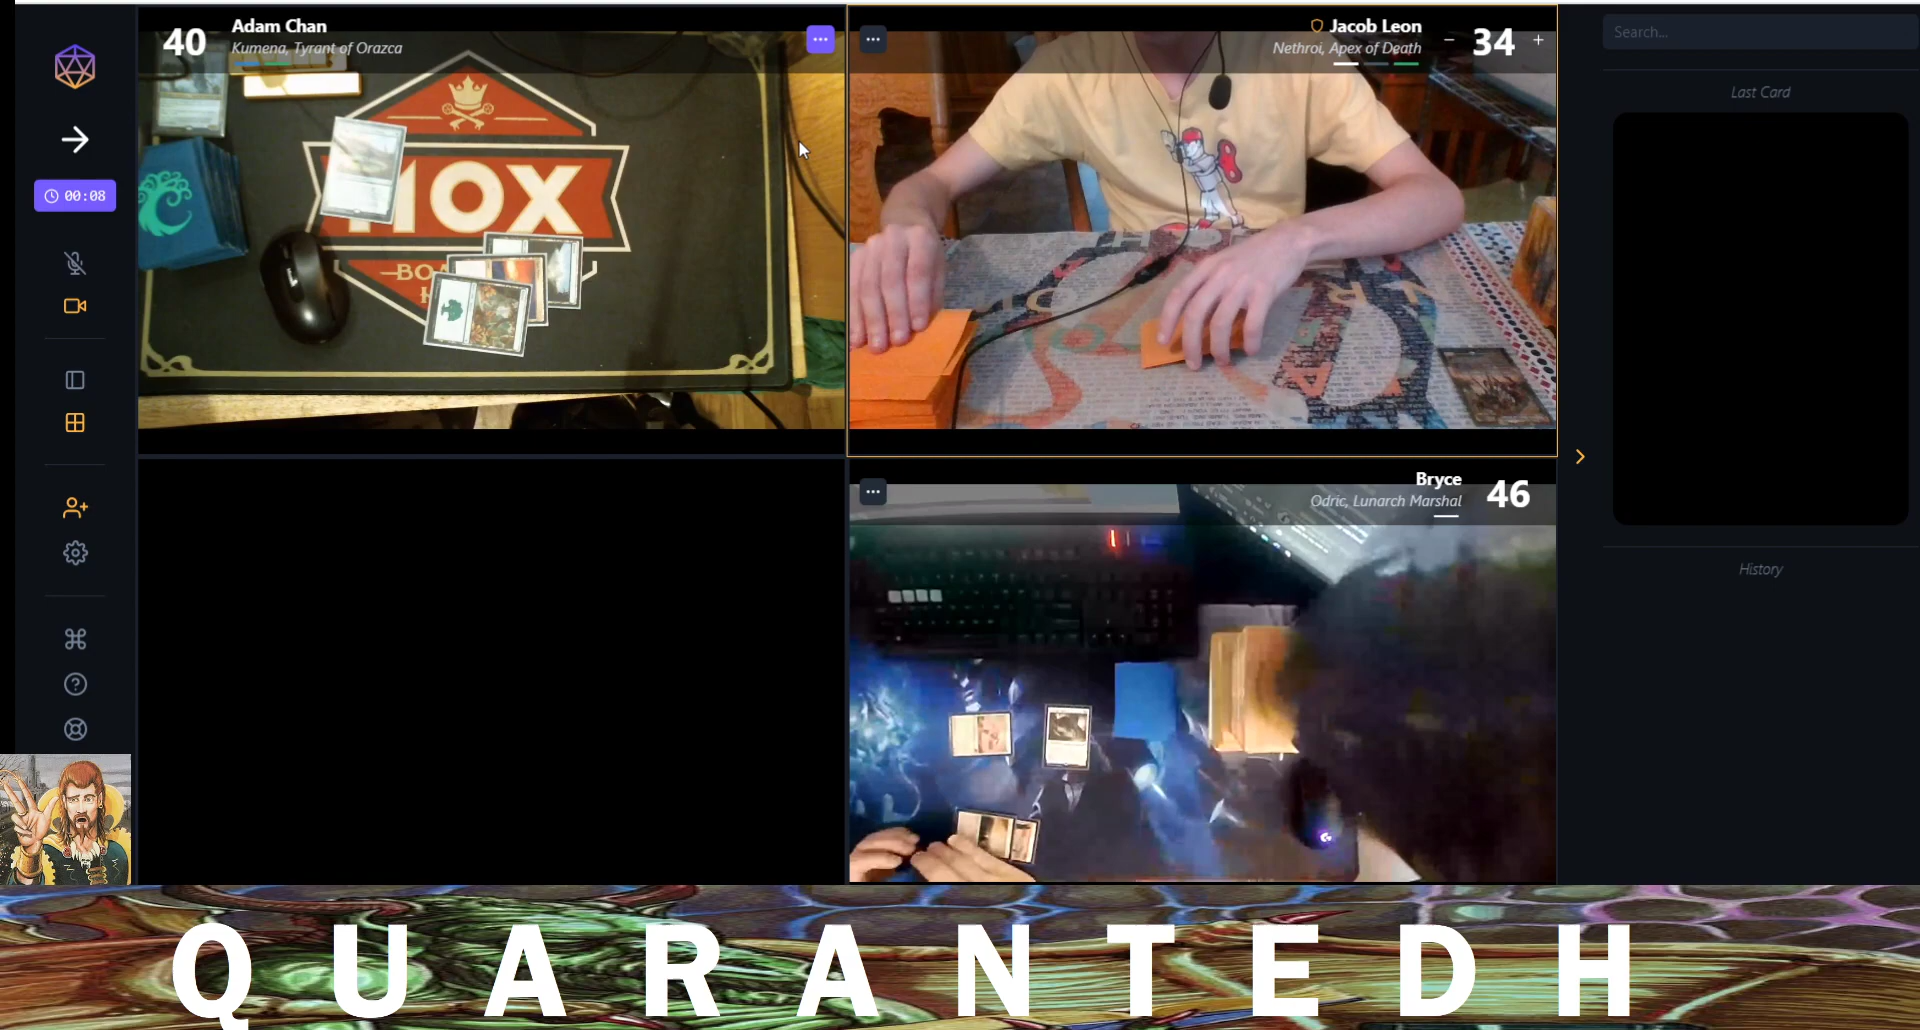 40
Adam Chan
Kumena, Tyrant of Orazca
Jacob Leon
Nethroi, Apex of Death
34
Search...
Last Card
00:08
MOX
History
Bryce
Odric, Lunarch Marshal
46
QUARANTEDH